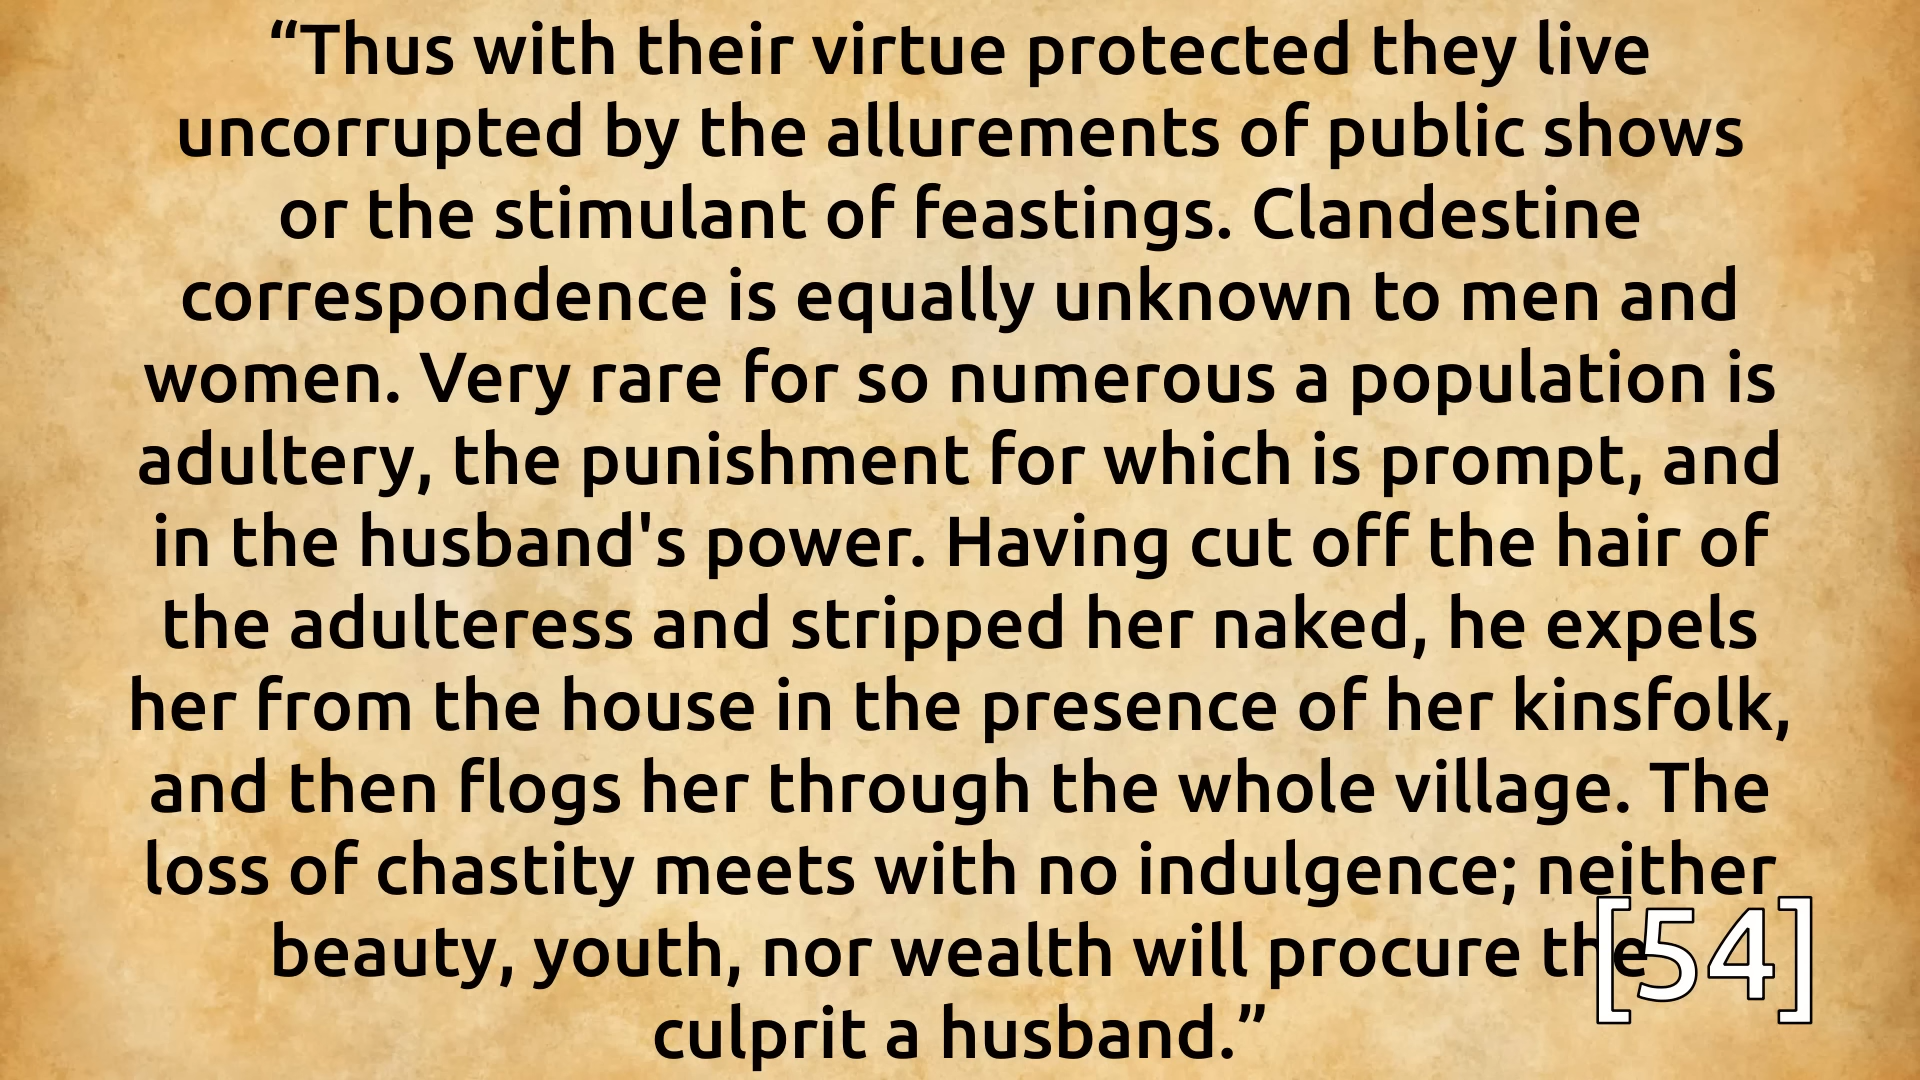 “Thus with their virtue protected they live
uncorrupted by the allurements of public shows
or the stimulant of feastings. Clandestine
correspondence is equally unknown to men and
women. Very rare for so numerous a population is
adultery, the punishment for which is prompt, and
in the husband's power. Having cut off the hair of
the adulteress and stripped her naked, he expels
her from the house in the presence of her kinsfolk,
and then flogs her through the whole village. The
loss of chastity meets with no indulgence; neither
beauty, youth, nor wealth will procure the
culprit a husband.”
[54]